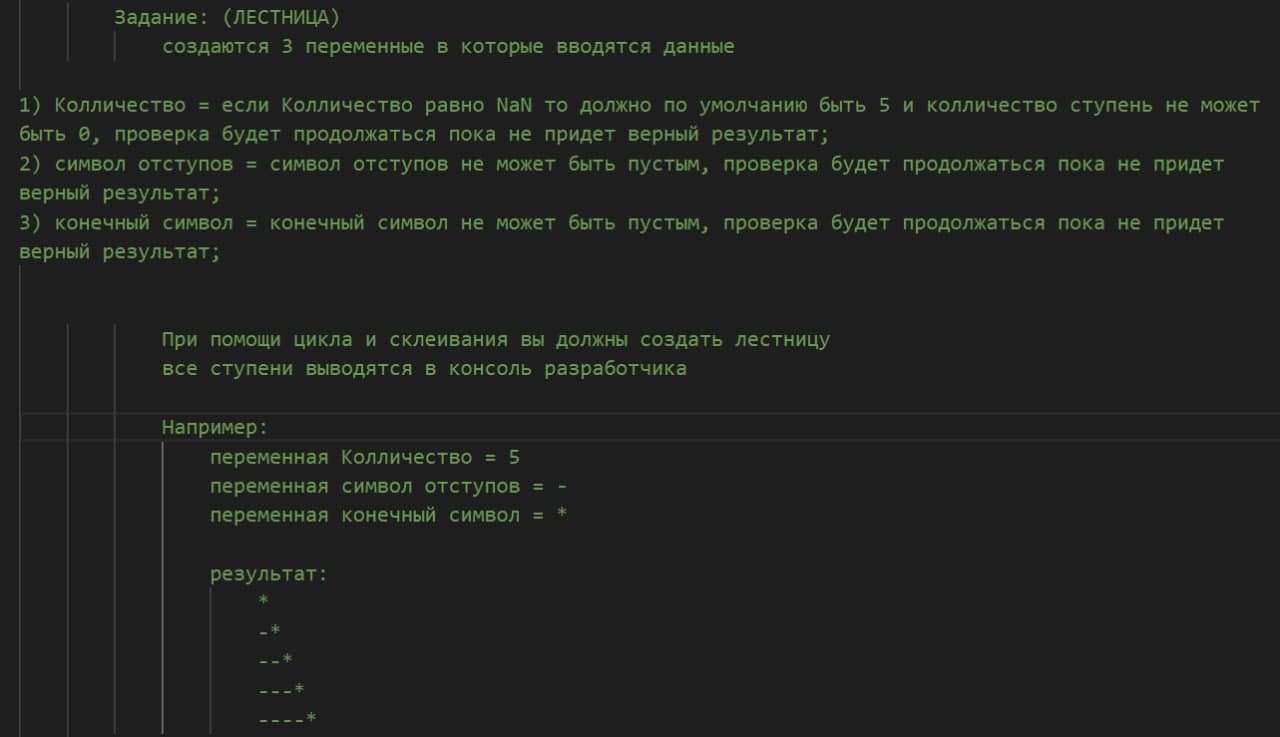 Задание: (ЛЕСТНИЦА)
создаются 3 переменные в которые вводятся данные
1) Колличество = если Колличество равно NaN то должно по умолчанию быть 5 и колличество ступень не может
быть 0, проверка будет продолжаться пока не придет верный результат;
2) символ отступов = символ отступов не может быть пустым, проверка будет продолжаться пока не придет
верный результат;
3) конечный символ = конечный символ не может быть пустым, проверка будет продолжаться пока не придет
верный результат;
При помощи цикла и склеивания вы должны создать лестницу
все ступени выводятся в консоль разработчика
Например:
переменная Колличество = 5
переменная символ отступов = -
переменная конечный символ = *
результат:
*
-*
--*
---*
----*